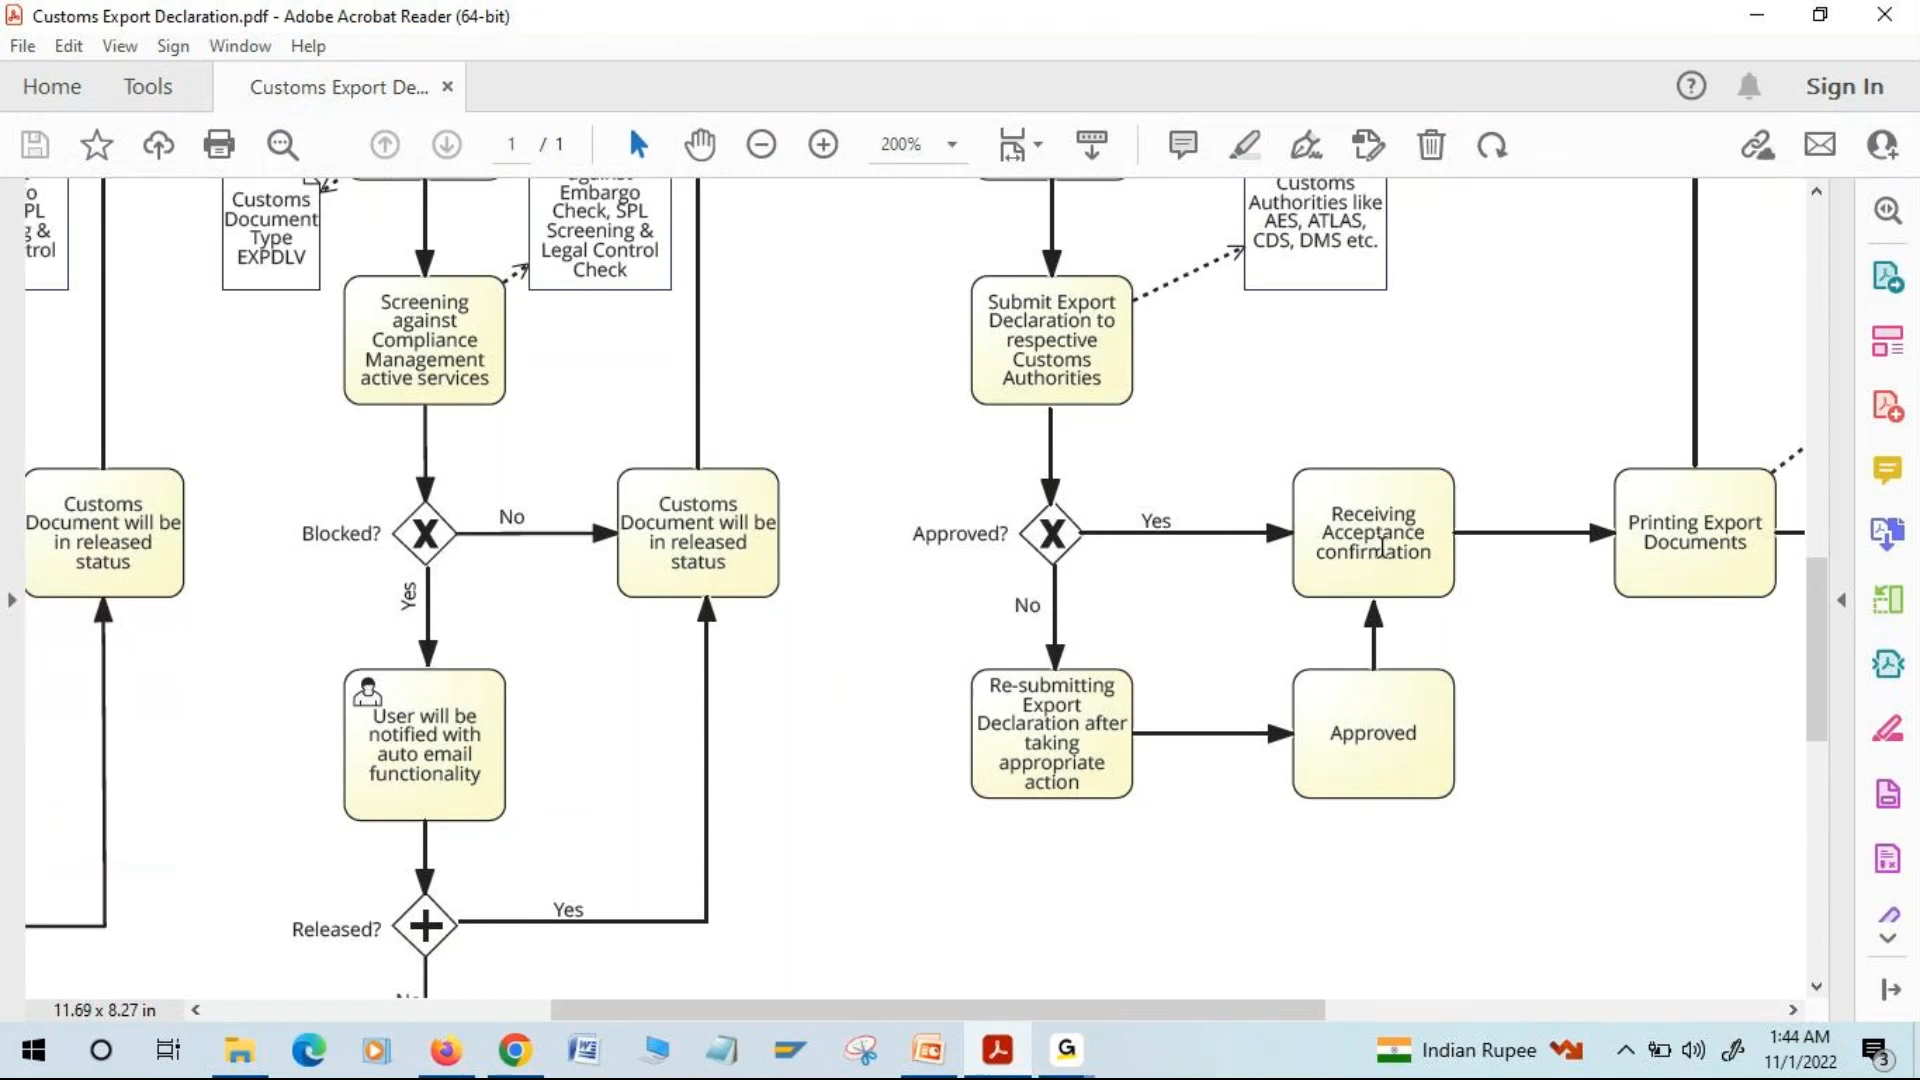 Customs Export Declaration.pdf - Adobe Acrobat Reader (64-bit)
File Edit View Sign Window Help
Home Tools Customs Export De... × Sign In
1 / 1 200%
o
PL
g &
trol
Customs
Document
Type
EXPDLV
Embargo
Check, SPL
Screening &
Legal Control
Check
Customs
Authorities like
AES, ATLAS,
CDS, DMS etc.
Screening
against
Compliance
Management
active services
Submit Export
Declaration to
respective
Customs
Authorities
Customs
Document will be
in released
status
Blocked?
No
Yes
Customs
Document will be
in released
status
Approved?
Yes
No
Receiving
Acceptance
confirmation
Printing Export
Documents
User will be
notified with
auto email
functionality
Re-submitting
Export
Declaration after
taking
appropriate
action
Approved
Released?
Yes
11.69 x 8.27 in
Indian Rupee
1:44 AM
11/1/2022
3